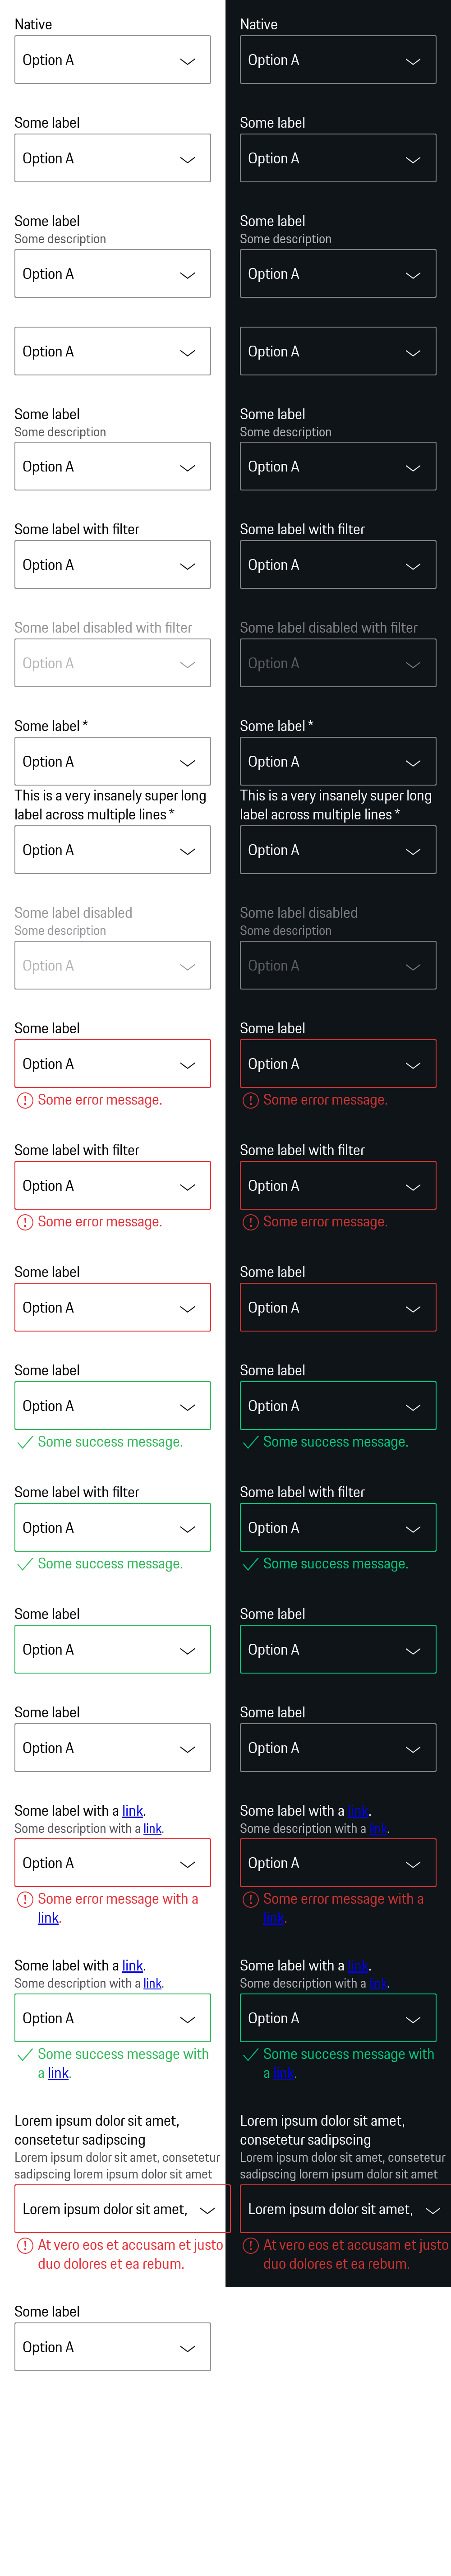 Native
Option A
Some label
Option A
Some label
Some description
Option A
Option A
Some label
Some description
Option A
Some label with filter
Option A
Some label disabled with filter
Option A
Some label *
Option A
This is a very insanely super long
label across multiple lines *
Option A
Some label disabled
Some description
Option A
Some label
Option A
Some error message.
Some label with filter
Option A
Some error message.
Some label
Option A
Some label
Option A
Some success message.
Some label with filter
Option A
Some success message.
Some label
Option A
Some label
Option A
Some label with a link.
Some description with a link.
Option A
Some error message with a
link.
Some label with a link.
Some description with a link.
Option A
Some success message with
a link.
Lorem ipsum dolor sit amet,
consetetur sadipscing
Lorem ipsum dolor sit amet, consetetur
sadipscing lorem ipsum dolor sit amet
Lorem ipsum dolor sit amet,
At vero eos et accusam et justo
duo dolores et ea rebum.
Some label
Option A
Native
Option A
Some label
Option A
Some label
Some description
Option A
Option A
Some label
Some description
Option A
Some label with filter
Option A
Some label disabled with filter
Option A
Some label *
Option A
This is a very insanely super long
label across multiple lines *
Option A
Some label disabled
Some description
Option A
Some label
Option A
Some error message.
Some label with filter
Option A
Some error message.
Some label
Option A
Some label
Option A
Some success message.
Some label with filter
Option A
Some success message.
Some label
Option A
Some label
Option A
Some label with a link.
Some description with a link.
Option A
Some error message with a
link.
Some label with a link.
Some description with a link.
Option A
Some success message with
a link.
Lorem ipsum dolor sit amet,
consetetur sadipscing
Lorem ipsum dolor sit amet, consetetur
sadipscing lorem ipsum dolor sit amet
Lorem ipsum dolor sit amet,
At vero eos et accusam et justo
duo dolores et ea rebum.